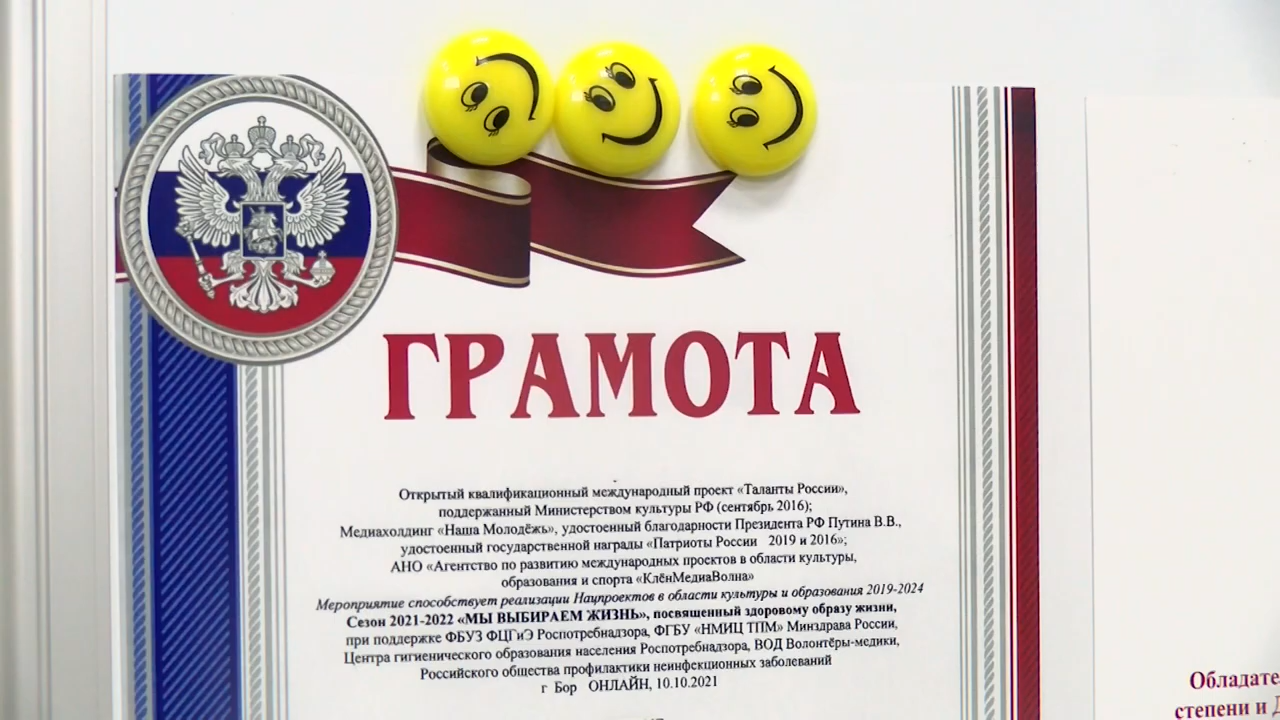 ГРАМОТА
Открытый квалификационный международный проект «Таланты России»,
поддержанный Министерством культуры РФ (сентябрь 2016);
Медиахолдинг «Наша Молодёжь», удостоенный благодарности Президента РФ Путина В.В.,
удостоенный государственной награды «Патриоты России 2019 и 2016»;
АНО «Агентство по развитию международных проектов в области культуры,
образования и спорта «КлёнМедиаВолна»
Мероприятие способствует реализации Нацпроектов в области культуры и образования 2019-2024
Сезон 2021-2022 «МЫ ВЫБИРАЕМ ЖИЗНЬ», посвященный здоровому образу жизни,
при поддержке ФБУЗ ФЦГиЭ Роспотребнадзора, ФГБУ «НМИЦ ТПМ» Минздрава России,
Центра гигиенического образования населения Роспотребнадзора, ВОД Волонтёры-медики,
Российского общества профилактики неинфекционных заболеваний
г Бор ОНЛАЙН, 10.10.2021
Обладате
степени и Д